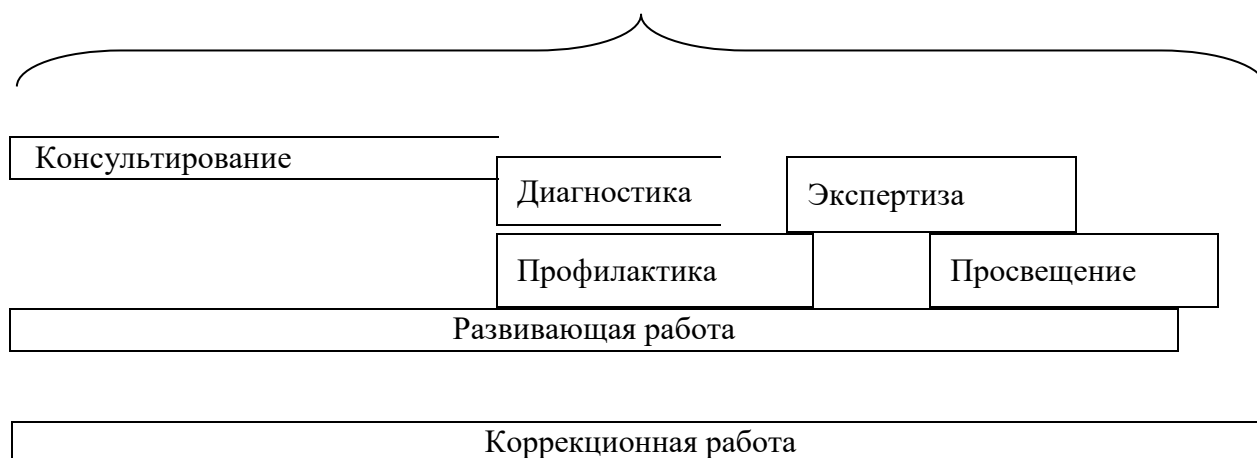 Консультирование
Диагностика
Экспертиза
Профилактика
Просвещение
Развивающая работа
Коррекционная работа